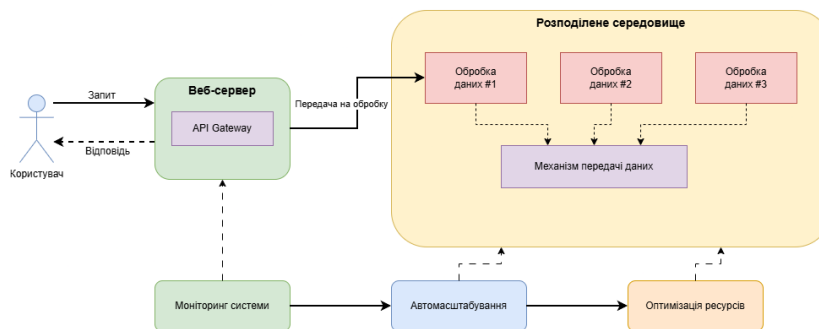 Розподілене середовище
Обробка
даних #1
Обробка
даних #2
Обробка
даних #3
Запит
Веб-сервер
API Gateway
Передача на обробку
Відповідь
Користувач
Механізм передачі даних
Моніторинг системи
Автомасштабування
Оптимізація ресурсів